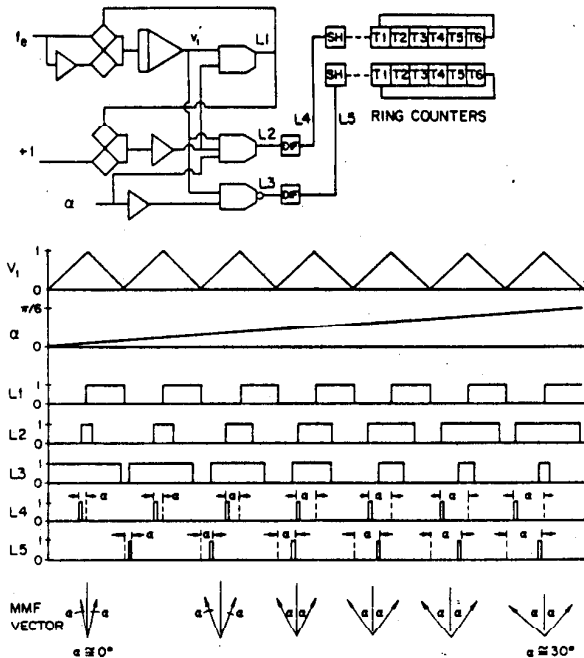 fe
V1
L1
+1
L2
α
L3
DIF
DIF
L4
L5
SH
T1 T2 T3 T4 T5 T6
SH
T1 T2 T3 T4 T5 T6
RING COUNTERS
V1 1 0
α π/6 0
L1 1 0
L2 1 0
L3 1 0
L4 1 0 α α α α α α α
L5 1 0 α α α α α α
MMF VECTOR α α α α α α α α α α α α
α ≅ 0° α ≅ 30°